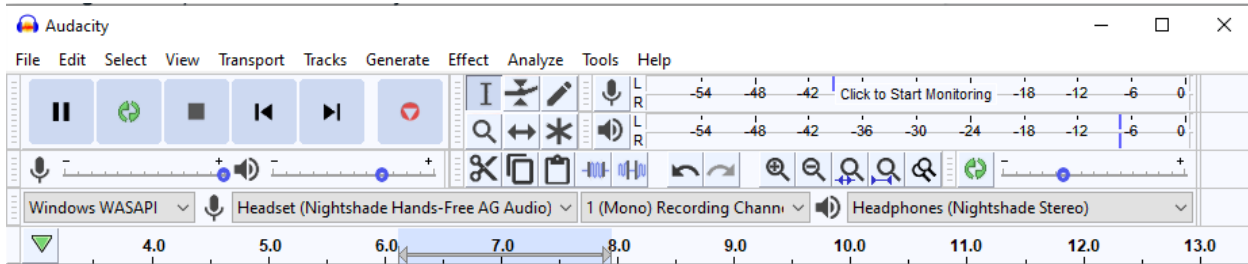 Audacity
File Edit Select View Transport Tracks Generate Effect Analyze Tools Help
L
R
-54 -48 -42 Click to Start Monitoring -18 -12 -6 0
L
R
-54 -48 -42 -36 -30 -24 -18 -12 -6 0
- + - +
- +
Windows WASAPI Headset (Nightshade Hands-Free AG Audio) 1 (Mono) Recording Chann Headphones (Nightshade Stereo)
4.0 5.0 6.0 7.0 8.0 9.0 10.0 11.0 12.0 13.0